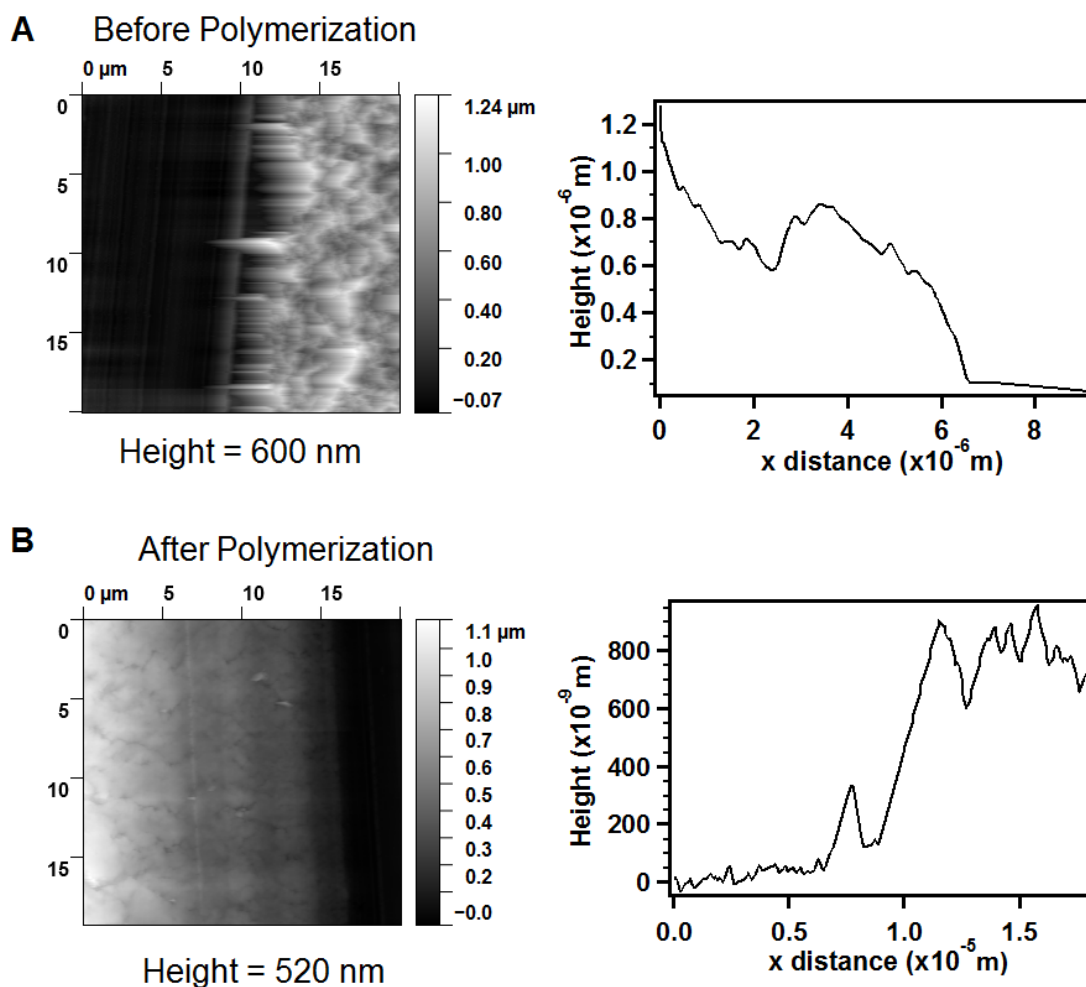 A Before Polymerization
0 µm 5 10 15
0
5
10
15
1.24 µm
1.00
0.80
0.60
0.40
0.20
−0.07
Height = 600 nm
Height (x10⁻⁶ m)
1.2
1.0
0.8
0.6
0.4
0.2
0 2 4 6 8
x distance (x10⁻⁶m)
B After Polymerization
0 µm 5 10 15
0
5
10
15
1.1 µm
1.0
0.9
0.8
0.7
0.6
0.5
0.4
0.3
0.2
−0.0
Height = 520 nm
Height (x10⁻⁹ m)
800
600
400
200
0
0.0 0.5 1.0 1.5
x distance (x10⁻⁵m)